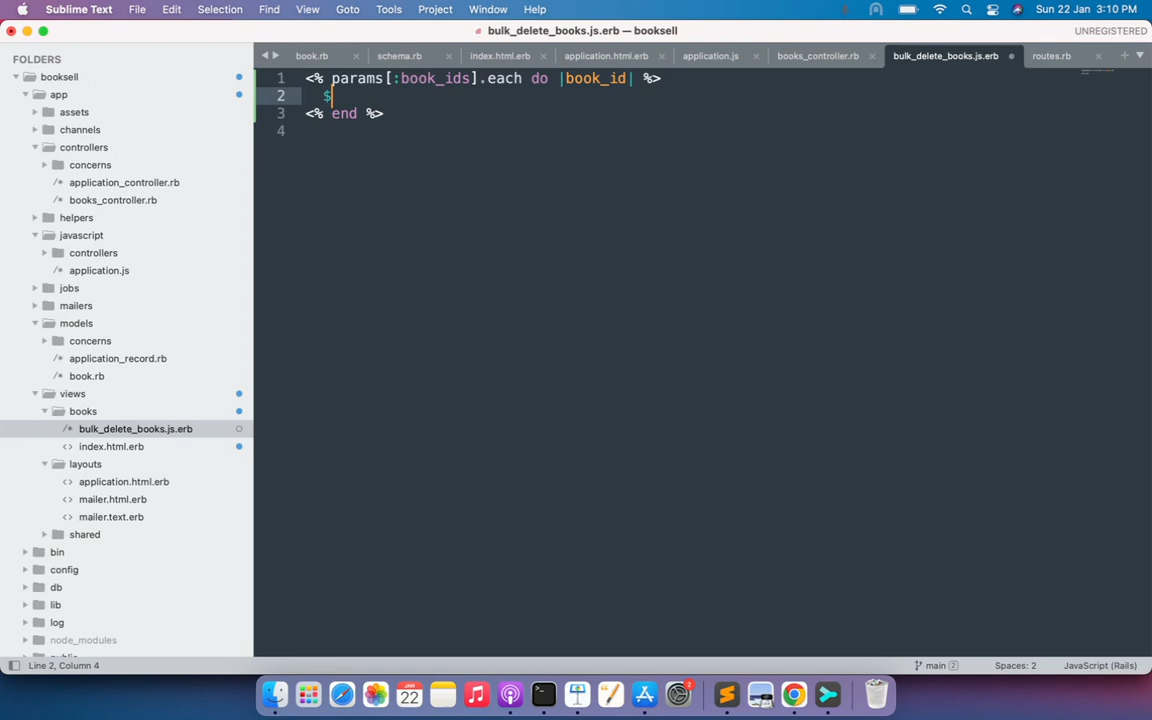 Sublime Text File Edit Selection Find View Goto Tools Project Window Help Sun 22 Jan 3:10 PM
bulk_delete_books.js.erb — booksell UNREGISTERED
FOLDERS
booksell
app
assets
channels
controllers
concerns
application_controller.rb
books_controller.rb
helpers
javascript
controllers
application.js
jobs
mailers
models
concerns
application_record.rb
book.rb
views
books
bulk_delete_books.js.erb
index.html.erb
layouts
application.html.erb
mailer.html.erb
mailer.text.erb
shared
bin
config
db
lib
log
node_modules
public
book.rb schema.rb index.html.erb application.html.erb application.js books_controller.rb bulk_delete_books.js.erb routes.rb
1 <% params[:book_ids].each do |book_id| %>
2 $
3 <% end %>
4
Line 2, Column 4 main 2 Spaces: 2 JavaScript (Rails)
JAN
22
2